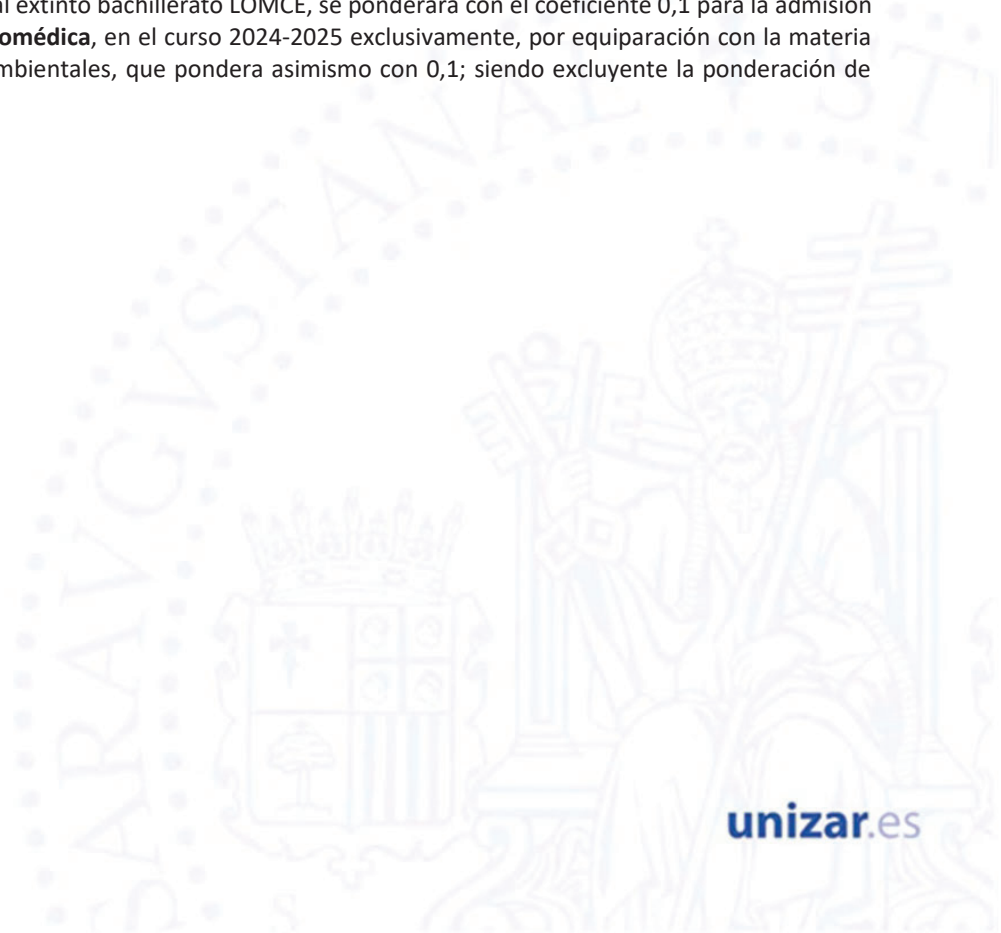 al extinto bachillerato LOMCE, se ponderará con el coeficiente 0,1 para la admisión
omédica, en el curso 2024-2025 exclusivamente, por equiparación con la materia
mbientales, que pondera asimismo con 0,1; siendo excluyente la ponderación de
SARAVGVSTANAE
unizar.es